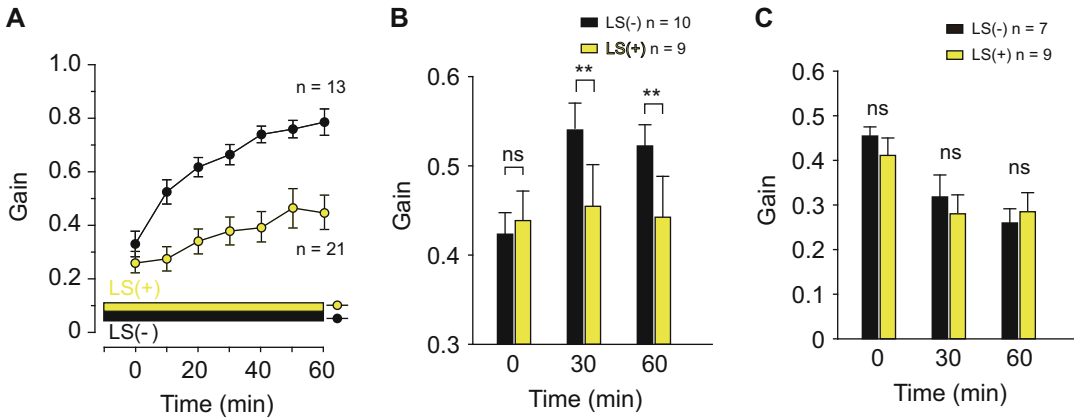 A
1.0
0.8
0.6
0.4
0.2
0
Gain
n = 13
n = 21
LS(+)
LS(-)
0 20 40 60
Time (min)
B
LS(-) n = 10
LS(+) n = 9
0.6
0.5
0.4
0.3
Gain
ns
**
**
0 30 60
Time (min)
C
LS(-) n = 7
LS(+) n = 9
0.6
0.5
0.4
0.3
0.2
0.1
0
Gain
ns
ns
ns
0 30 60
Time (min)